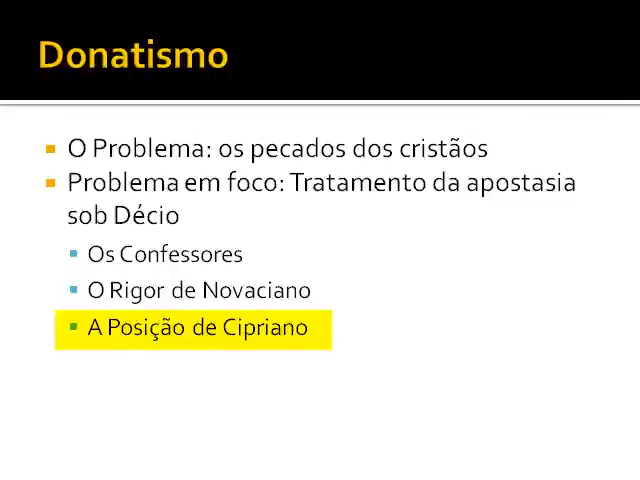 Donatismo
O Problema: os pecados dos cristãos
Problema em foco: Tratamento da apostasia
sob Décio
Os Confessores
O Rigor de Novaciano
A Posição de Cipriano